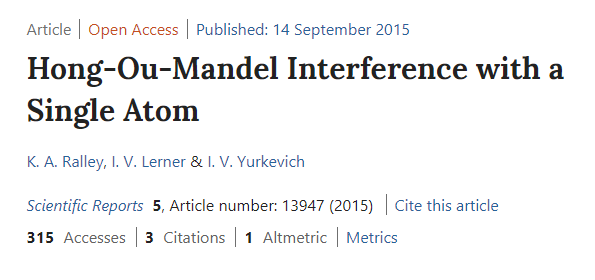 Article | Open Access | Published: 14 September 2015
Hong-Ou-Mandel Interference with a
Single Atom
K. A. Ralley, I. V. Lerner & I. V. Yurkevich
Scientific Reports 5, Article number: 13947 (2015) | Cite this article
315 Accesses | 3 Citations | 1 Altmetric | Metrics